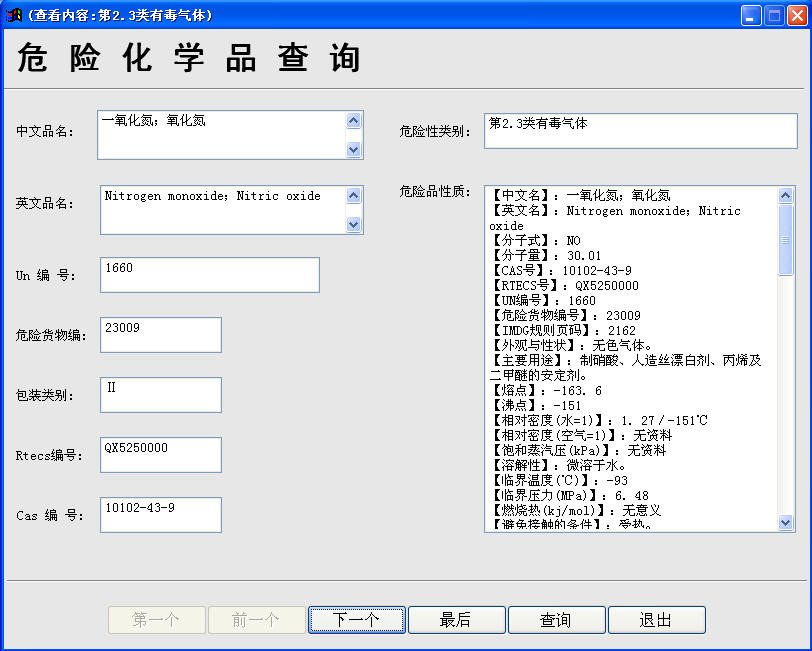 (查看内容:第2.3类有毒气体)
危险化学品查询
中文品名:
一氧化氮;氧化氮
危险性类别:
第2.3类有毒气体
英文品名:
Nitrogen monoxide;Nitric oxide
Un 编 号:
1660
危险货物编:
23009
包装类别:
Ⅱ
Rtecs编号:
QX5250000
Cas 编 号:
10102-43-9
危险品性质:
【中文名】:一氧化氮;氧化氮
【英文名】:Nitrogen monoxide;Nitric
oxide
【分子式】:NO
【分子量】:30.01
【CAS号】:10102-43-9
【RTECS号】:QX5250000
【UN编号】:1660
【危险货物编号】:23009
【IMDG规则页码】:2162
【外观与性状】:无色气体。
【主要用途】:制硝酸、人造丝漂白剂、丙烯及
二甲醚的安定剂。
【熔点】:-163.6
【沸点】:-151
【相对密度(水=1)】:1.27/-151℃
【相对密度(空气=1)】:无资料
【饱和蒸汽压(kPa)】:无资料
【溶解性】:微溶于水。
【临界温度(℃)】:-93
【临界压力(MPa)】:6.48
【燃烧热(kj/mol)】:无意义
【避免接触的条件】:受热。
第一个
前一个
下一个
最后
查询
退出